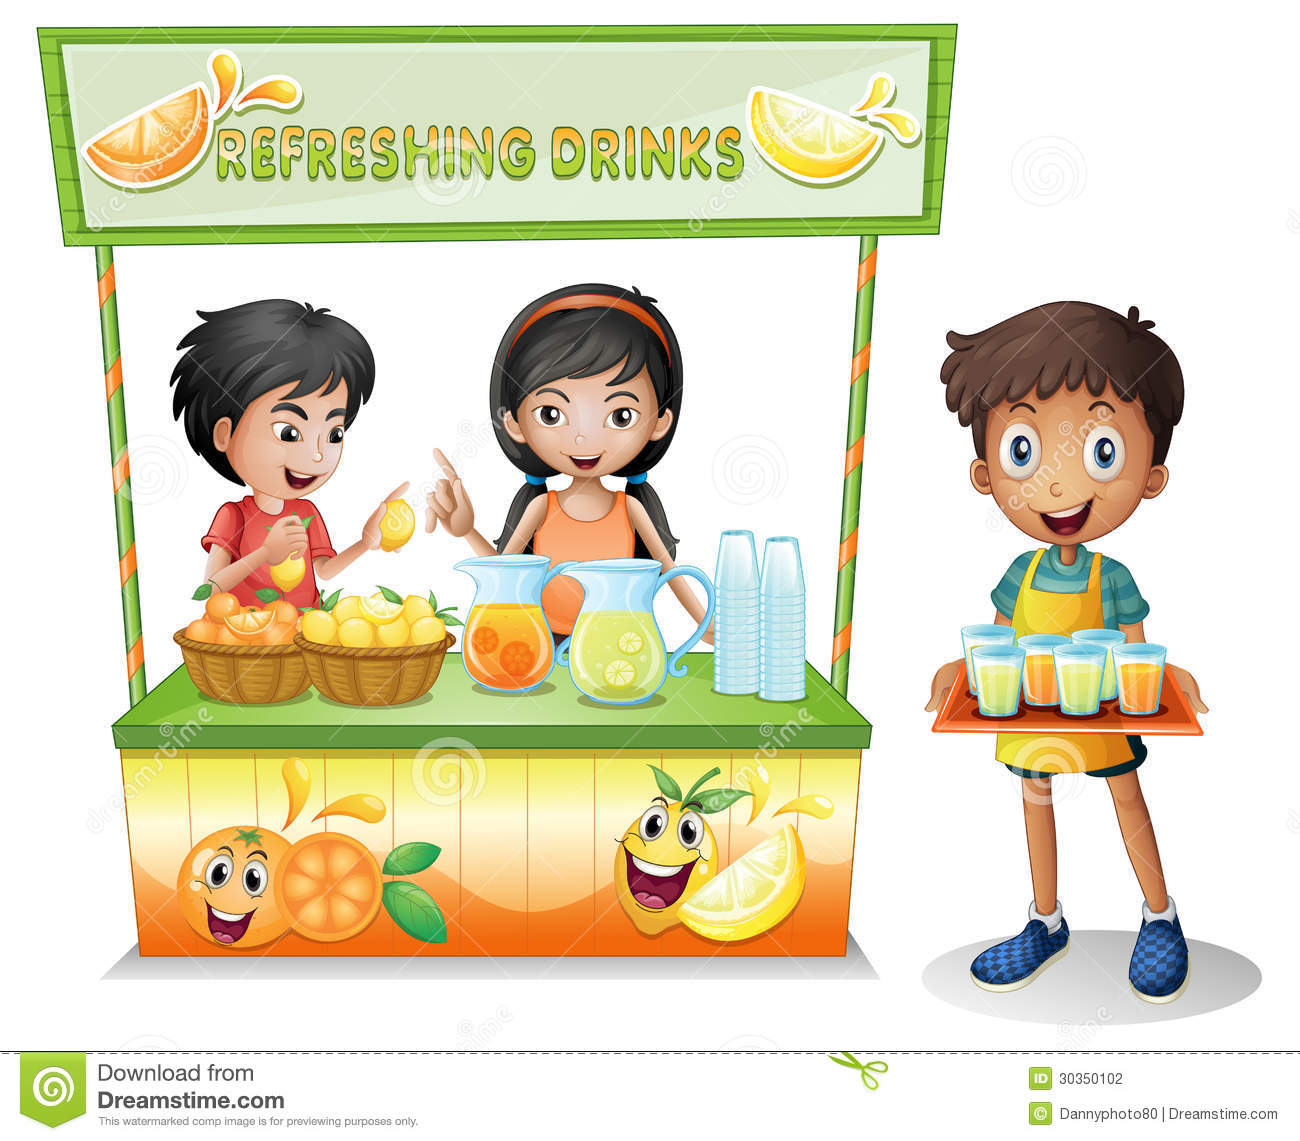 REFRESHING DRINKS
Download from
Dreamstime.com
This watermarked comp image is for previewing purposes only.
ID 30350102
© Dannyphoto80 | Dreamstime.com
dreamstime